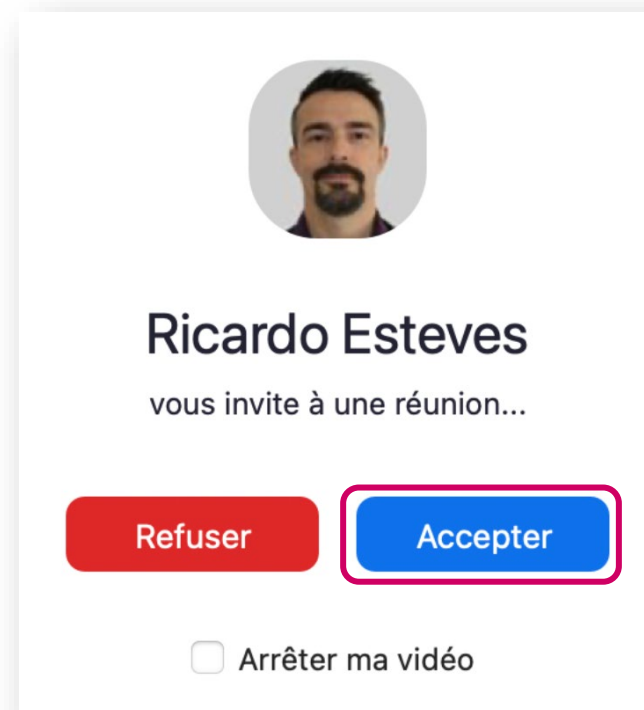 Ricardo Esteves
vous invite à une réunion...
Refuser
Accepter
Arrêter ma vidéo